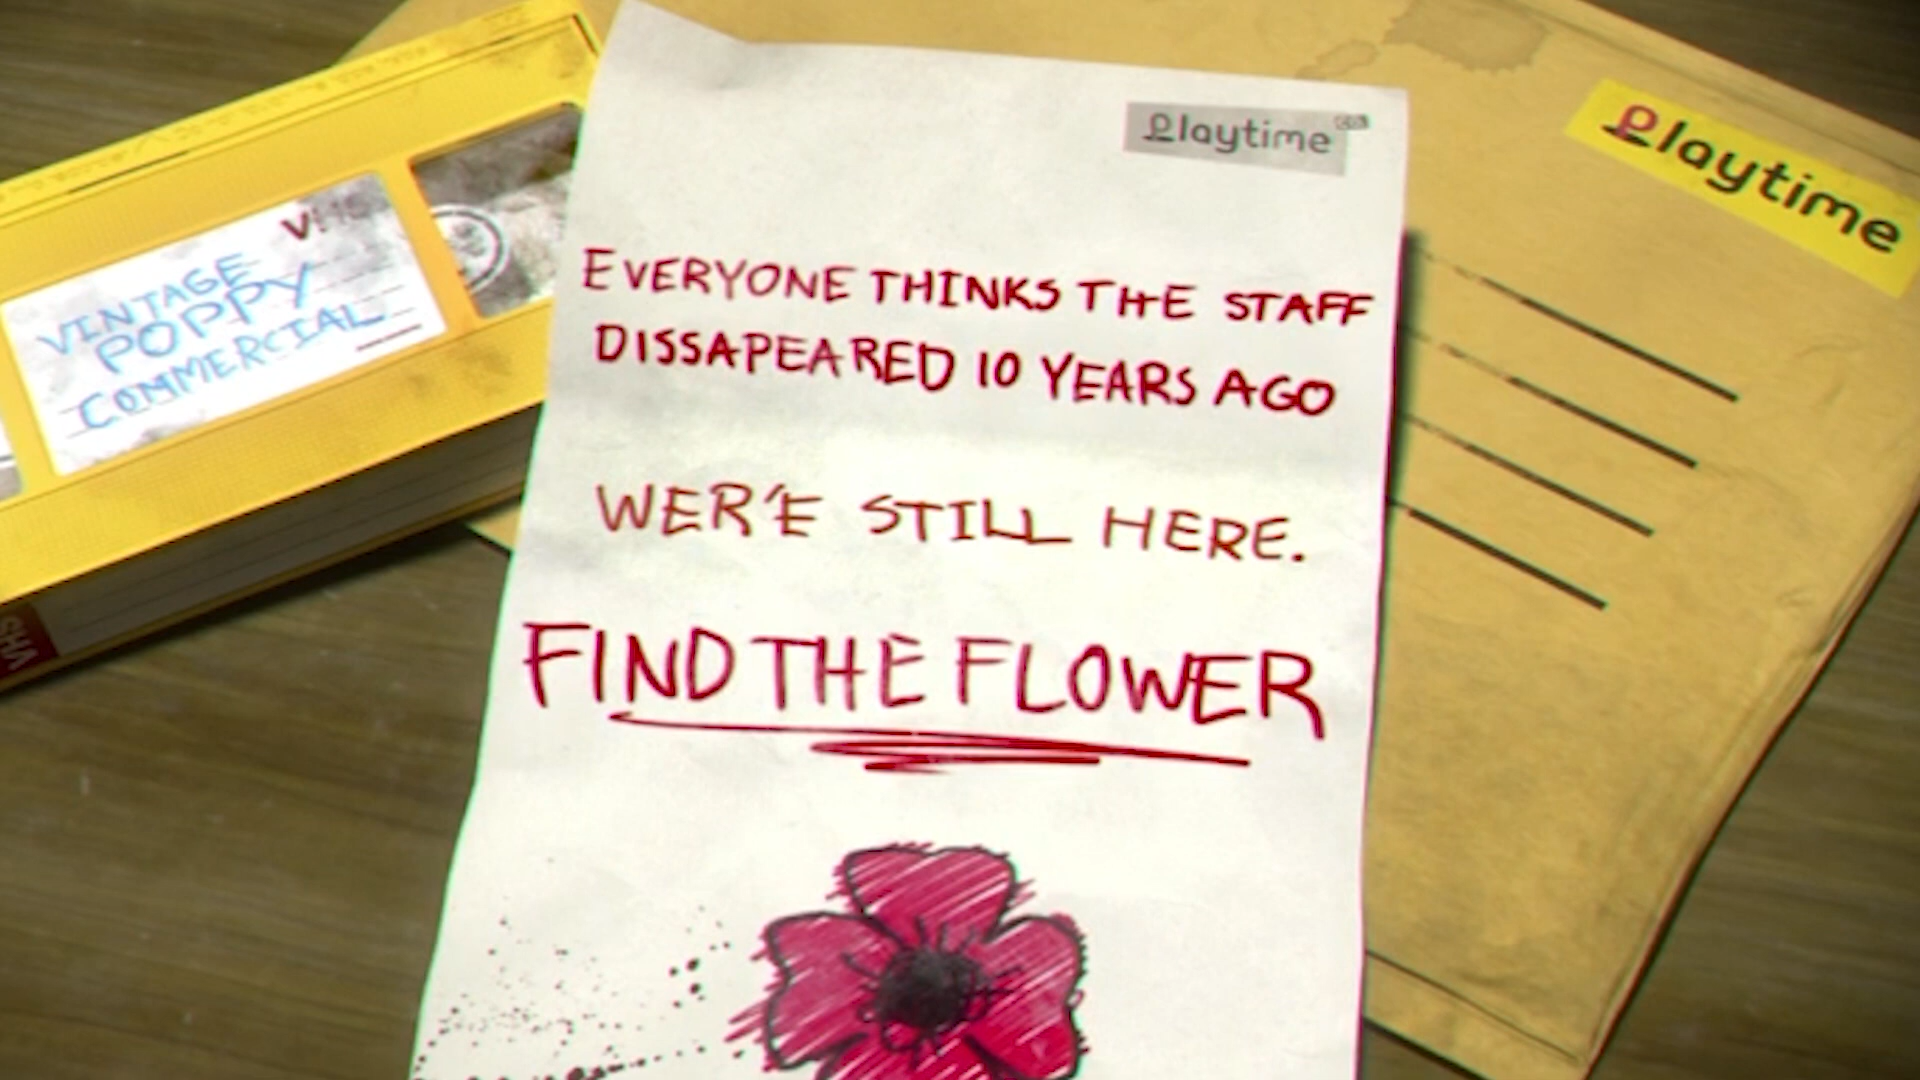 Playtime
Playtime
VINTAGE
POPPY
COMMERCIAL
EVERYONE THINKS THE STAFF
DISSAPEARED 10 YEARS AGO
WER'E STILL HERE.
FIND THE FLOWER
VHS